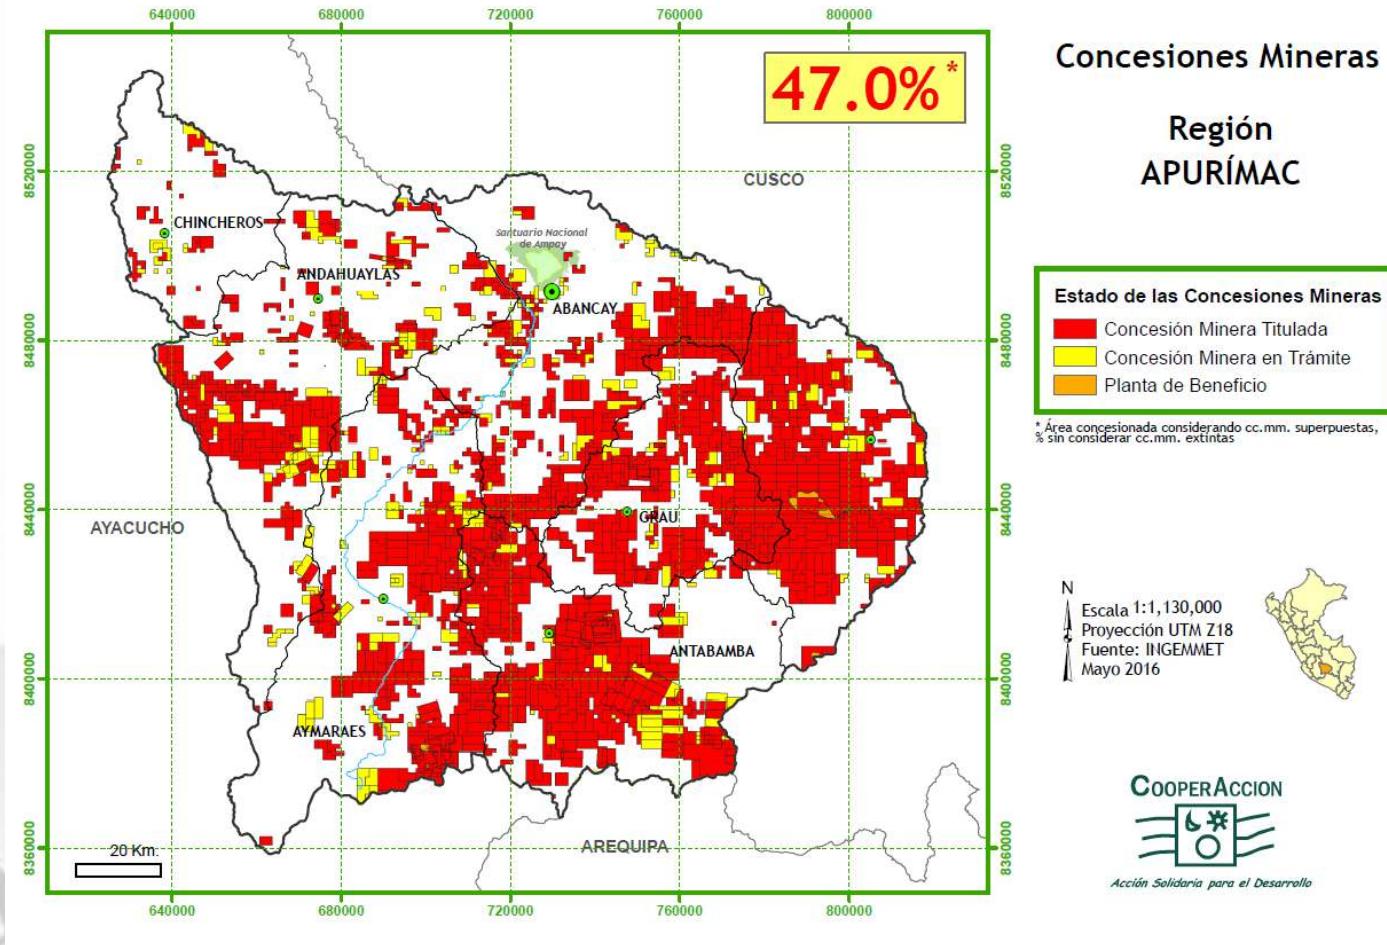 640000
680000
720000
760000
800000
47.0%*
Concesiones Mineras
Región
APURÍMAC
8520000
8520000
CUSCO
CHINCHEROS
Santuario Nacional
de Ampay
ANDAHUAYLAS
ABANCAY
Estado de las Concesiones Mineras
Concesión Minera Titulada
Concesión Minera en Trámite
Planta de Beneficio
8480000
8480000
* Área concesionada considerando cc.mm. superpuestas,
% sin considerar cc.mm. extintas
8440000
8440000
AYACUCHO
GRAU
N
Escala 1:1,130,000
Proyección UTM Z18
Fuente: INGEMMET
Mayo 2016
ANTABAMBA
8400000
8400000
AYMARAES
COOPERACCION
Acción Solidaria para el Desarrollo
AREQUIPA
8360000
8360000
20 Km.
640000
680000
720000
760000
800000